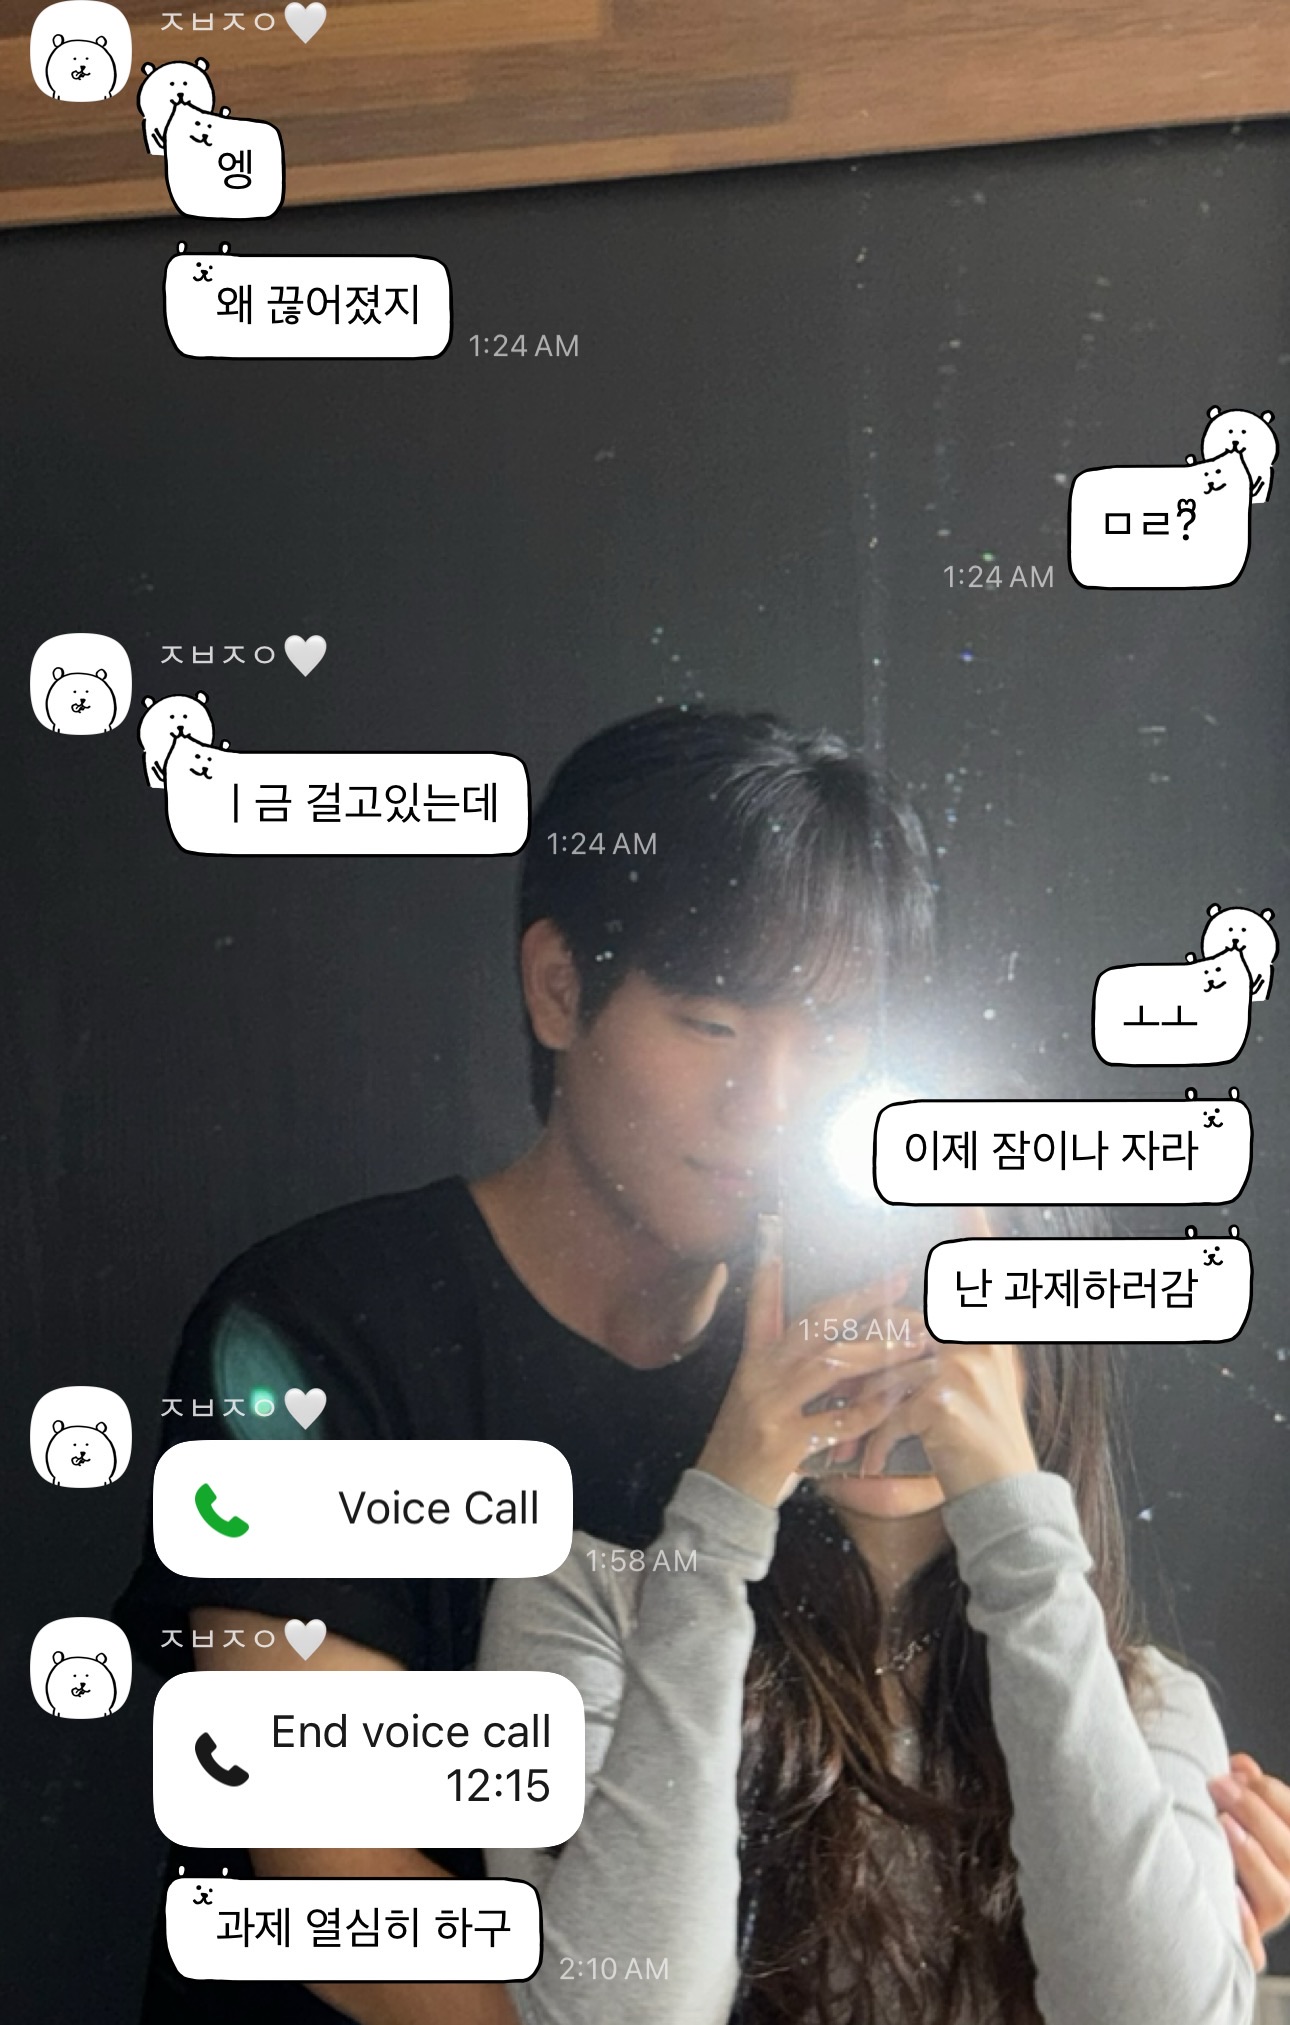 ㅈㅂㅈㅇ🤍
엥
왜 끊어졌지
1:24 AM
ㅁㄹ?
1:24 AM
ㅈㅂㅈㅇ🤍
ㅣ금 걸고있는데
1:24 AM
ㅗㅗ
이제 잠이나 자라
난 과제하러감
1:58 AM
ㅈㅂㅈㅇ🤍
Voice Call
1:58 AM
ㅈㅂㅈㅇ🤍
End voice call
12:15
과제 열심히 하구
2:10 AM